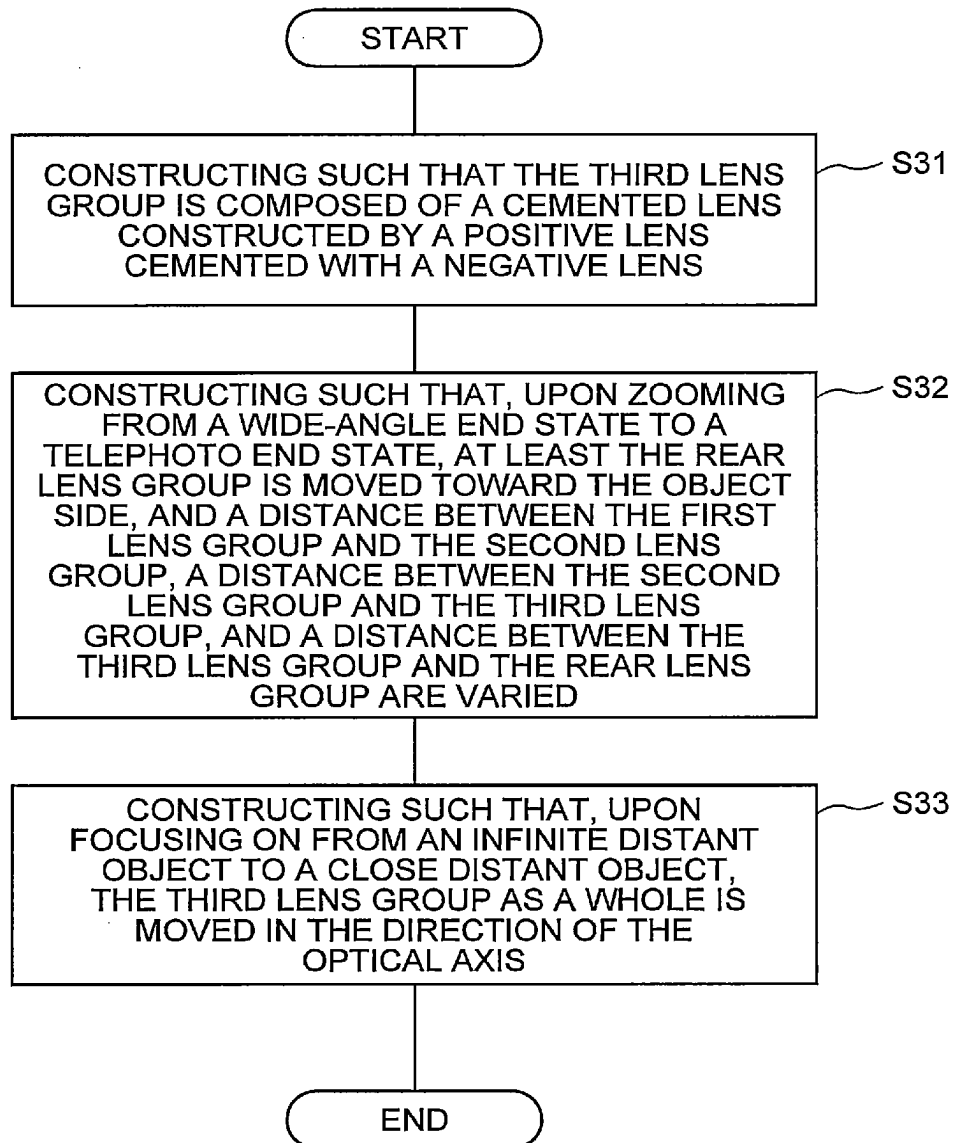 START
CONSTRUCTING SUCH THAT THE THIRD LENS
GROUP IS COMPOSED OF A CEMENTED LENS
CONSTRUCTED BY A POSITIVE LENS
CEMENTED WITH A NEGATIVE LENS
S31
CONSTRUCTING SUCH THAT, UPON ZOOMING
FROM A WIDE-ANGLE END STATE TO A
TELEPHOTO END STATE, AT LEAST THE REAR
LENS GROUP IS MOVED TOWARD THE OBJECT
SIDE, AND A DISTANCE BETWEEN THE FIRST
LENS GROUP AND THE SECOND LENS
GROUP, A DISTANCE BETWEEN THE SECOND
LENS GROUP AND THE THIRD LENS
GROUP, AND A DISTANCE BETWEEN THE
THIRD LENS GROUP AND THE REAR LENS
GROUP ARE VARIED
S32
CONSTRUCTING SUCH THAT, UPON
FOCUSING ON FROM AN INFINITE DISTANT
OBJECT TO A CLOSE DISTANT OBJECT,
THE THIRD LENS GROUP AS A WHOLE IS
MOVED IN THE DIRECTION OF THE
OPTICAL AXIS
S33
END